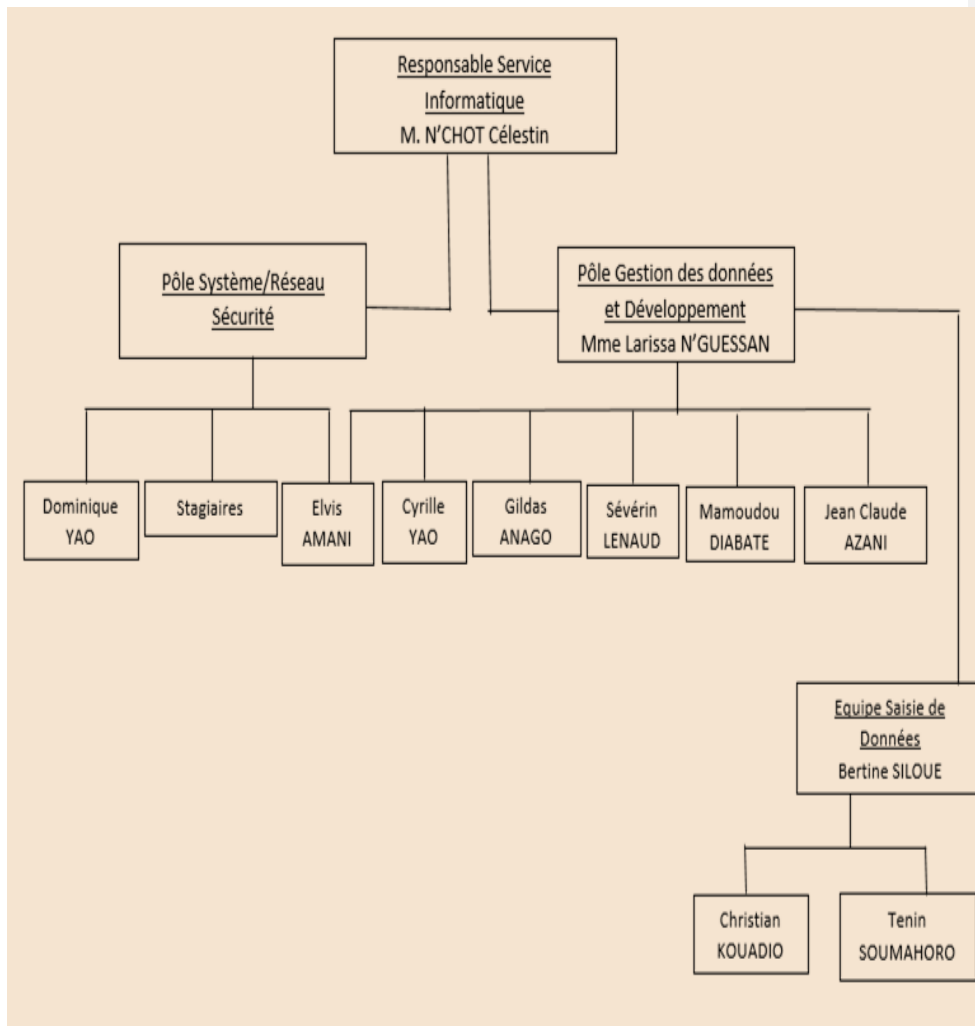 Responsable Service
Informatique
M. N'CHOT Célestin
Pôle Système/Réseau
Sécurité
Pôle Gestion des données
et Développement
Mme Larissa N'GUESSAN
Dominique
YAO
Stagiaires
Elvis
AMANI
Cyrille
YAO
Gildas
ANAGO
Sévérin
LENAUD
Mamoudou
DIABATE
Jean Claude
AZANI
Equipe Saisie de
Données
Bertine SILOUE
Christian
KOUADIO
Tenin
SOUMAHORO